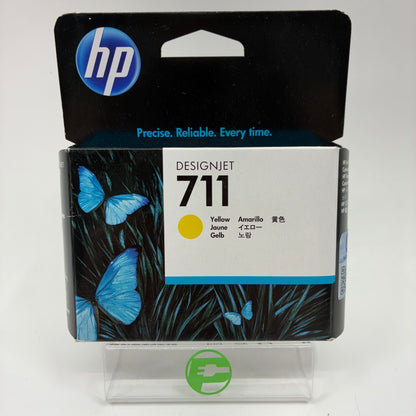 hp
Precise. Reliable. Every time.
DESIGNJET
711
Yellow Amarillo 黄色
Jaune イエロー
Gelb 노랑